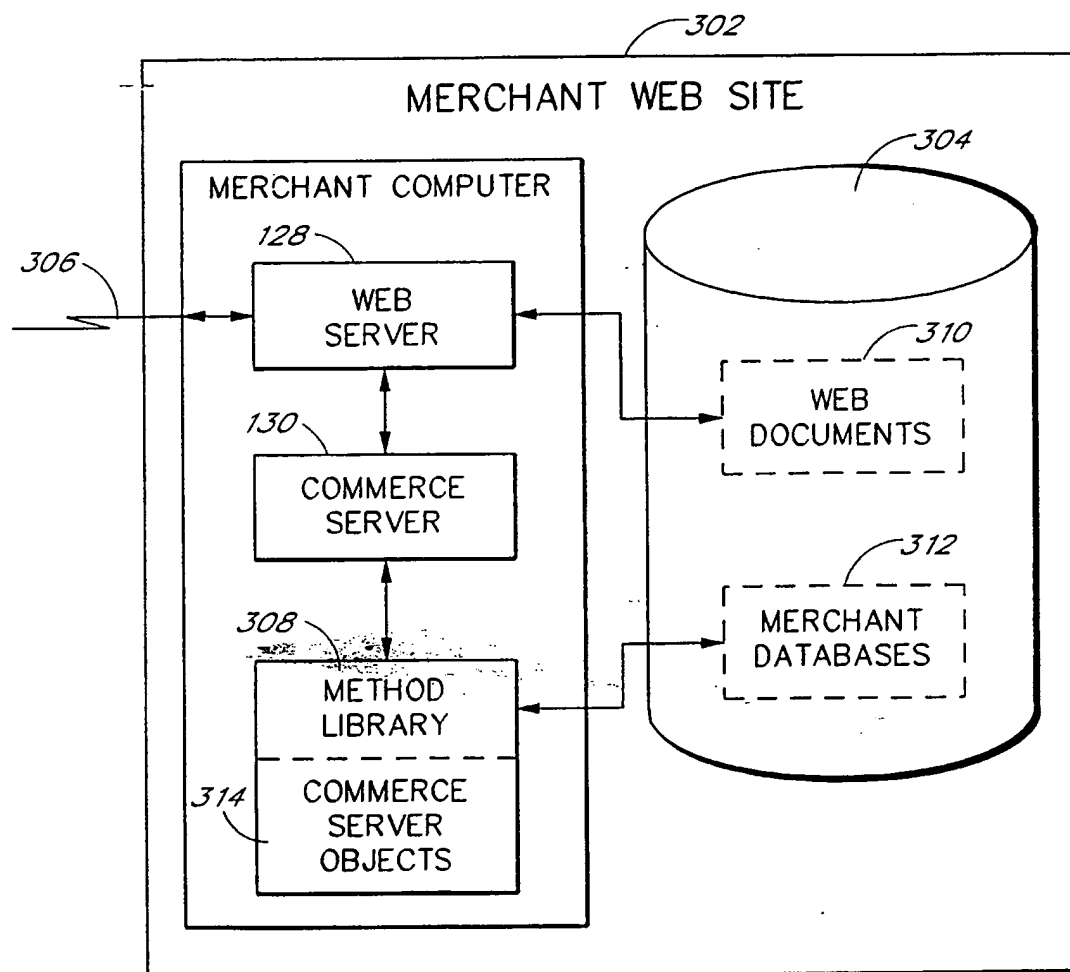 302
MERCHANT WEB SITE
304
MERCHANT COMPUTER
128
306
WEB
SERVER
310
WEB
DOCUMENTS
130
COMMERCE
SERVER
312
MERCHANT
DATABASES
308
METHOD
LIBRARY
314
COMMERCE
SERVER
OBJECTS